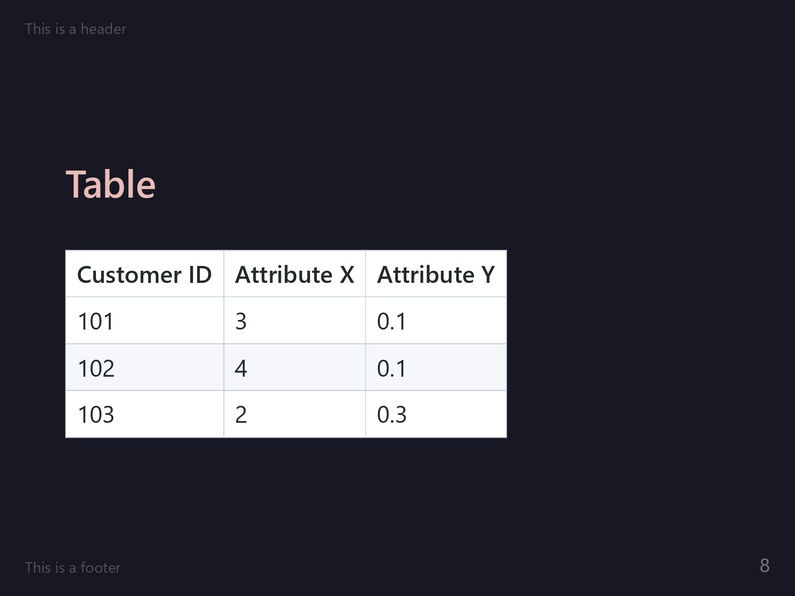 This is a header
Table
Customer ID Attribute X Attribute Y
101 3 0.1
102 4 0.1
103 2 0.3
This is a footer
8